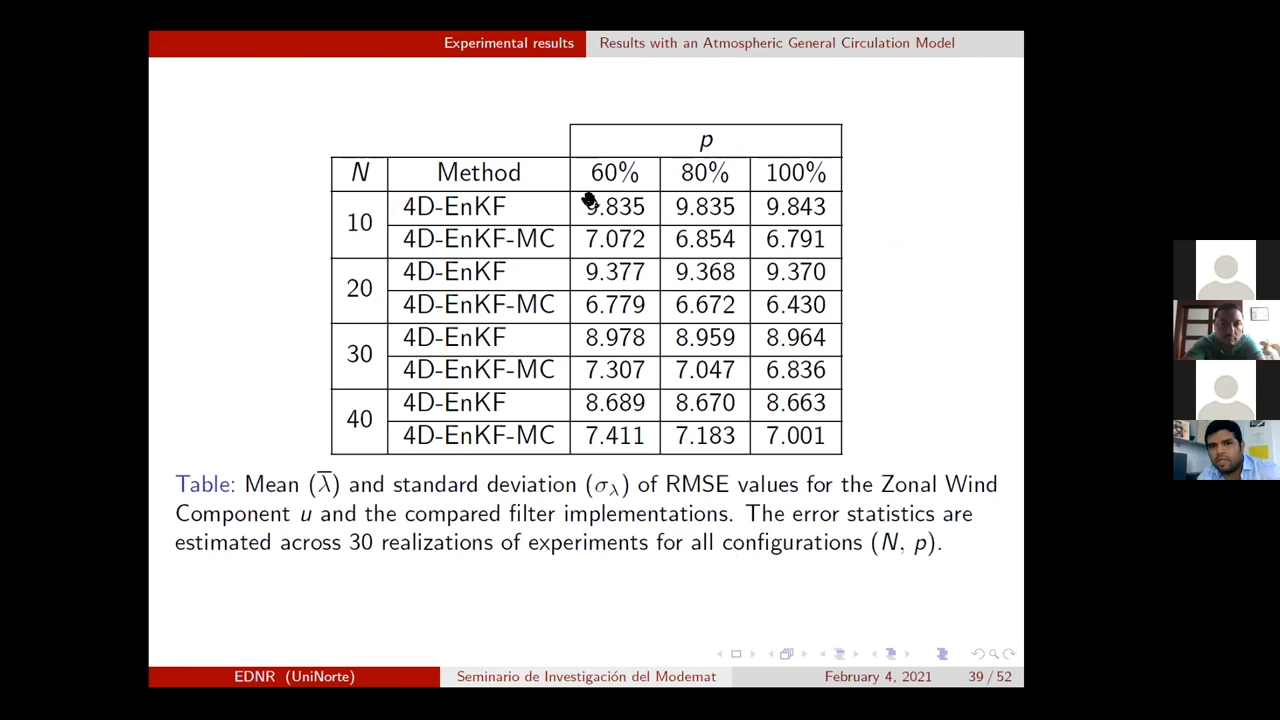 Experimental results Results with an Atmospheric General Circulation Model
p
N Method 60% 80% 100%
10 4D-EnKF 9.835 9.835 9.843
4D-EnKF-MC 7.072 6.854 6.791
20 4D-EnKF 9.377 9.368 9.370
4D-EnKF-MC 6.779 6.672 6.430
30 4D-EnKF 8.978 8.959 8.964
4D-EnKF-MC 7.307 7.047 6.836
40 4D-EnKF 8.689 8.670 8.663
4D-EnKF-MC 7.411 7.183 7.001
Table: Mean (λ̅) and standard deviation (σλ) of RMSE values for the Zonal Wind
Component u and the compared filter implementations. The error statistics are
estimated across 30 realizations of experiments for all configurations (N, p).
EDNR (UniNorte) Seminario de Investigación del Modemat February 4, 2021 39 / 52